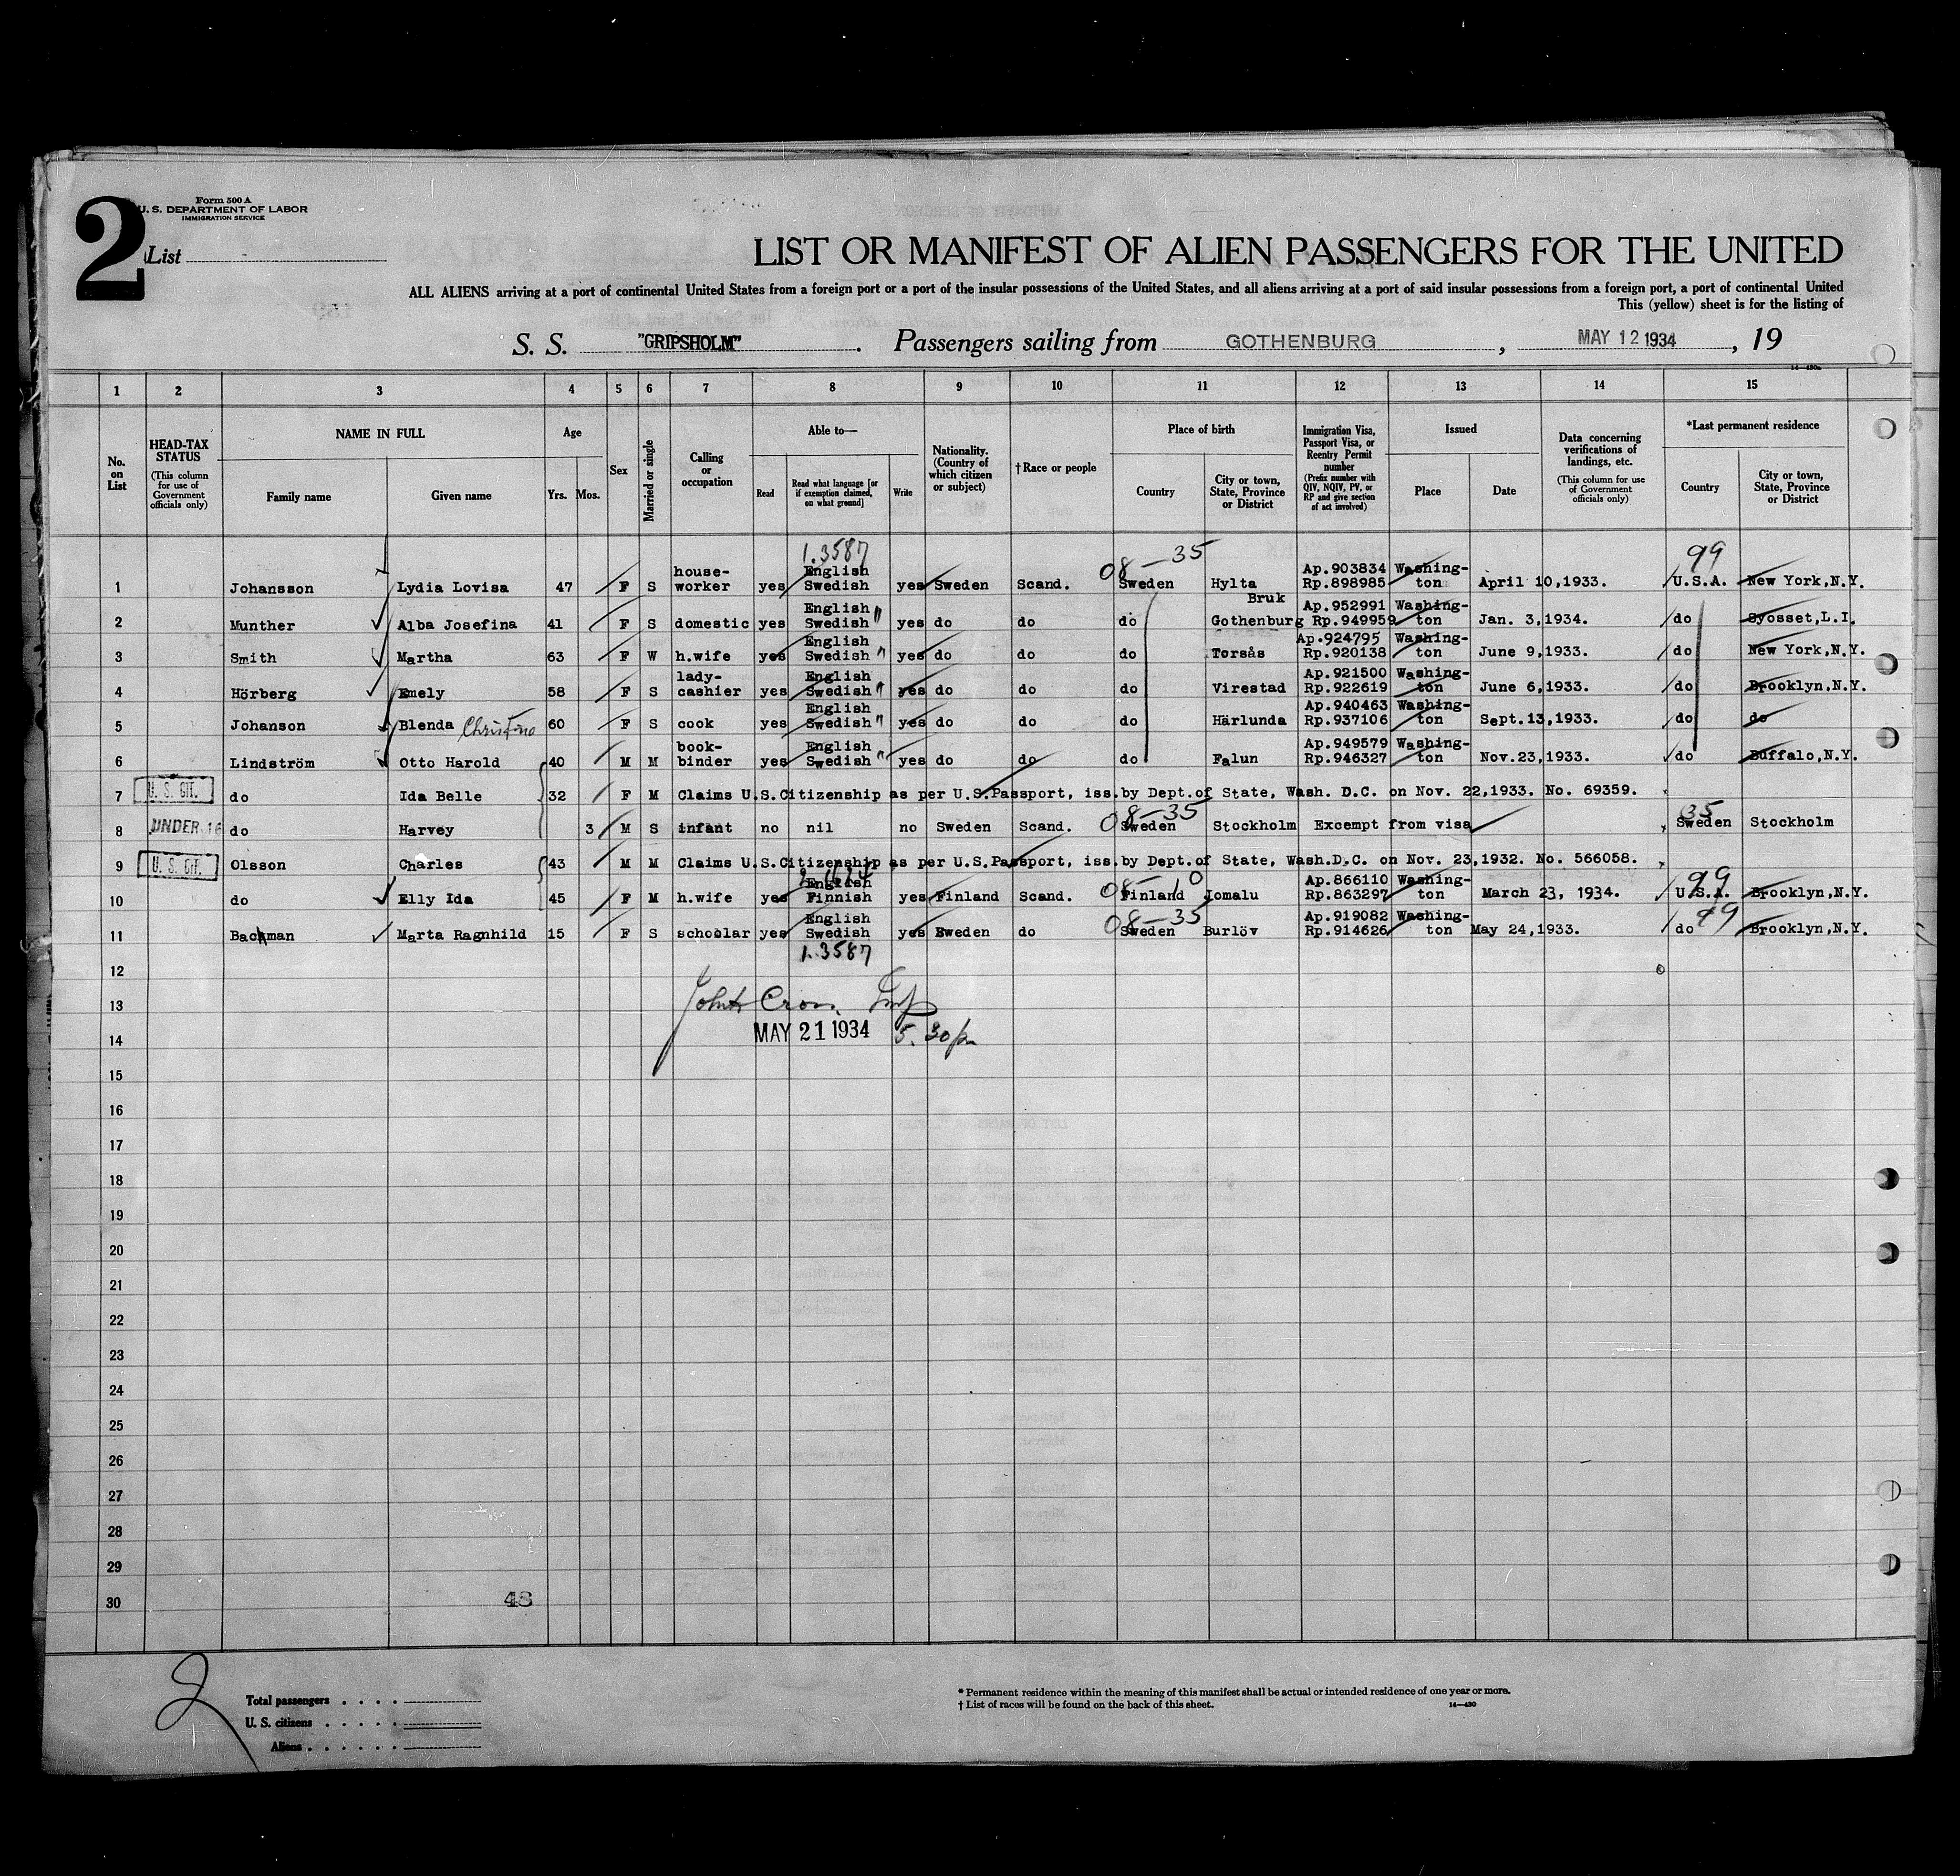 2
Form 500 A
U. S. DEPARTMENT OF LABOR
IMMIGRATION SERVICE
List
LIST OR MANIFEST OF ALIEN PASSENGERS FOR THE UNITED
ALL ALIENS arriving at a port of continental United States from a foreign port or a port of the insular possessions of the United States, and all aliens arriving at a port of said insular possessions from a foreign port, a port of continental United
This (yellow) sheet is for the listing of
S. S. "GRIPSHOLM". Passengers sailing from GOTHENBURG, MAY 12 1934, 19
1 2 3 4 5 6 7 8 9 10 11 12 13 14 15
No. on List
HEAD-TAX STATUS (This column for use of Government officials only)
NAME IN FULL Family name Given name
Age Yrs. Mos.
Sex
Married or single
Calling or occupation
Able to— Read Read what language [or if exemption claimed, on what ground] Write
Nationality. (Country of which citizen or subject)
†Race or people
Place of birth Country City or town, State, Province or District
Immigration Visa, Passport Visa, or Reentry Permit number (Prefix number with QIV, NQIV, PV, or RP and give section of act involved)
Issued Place Date
Data concerning verifications of landings, etc. (This column for use of Government officials only)
*Last permanent residence Country City or town, State, Province or District
1.3587 08-35 99
1 Johansson Lydia Lovisa 47 F S house-worker yes English Swedish yes Sweden Scand. Sweden Hylta Bruk Ap.903834 Rp.898985 Washing-ton April 10,1933. U.S.A. New York,N.Y.
2 Munther Alba Josefina 41 F S domestic yes English Swedish " yes do do do Gothenburg Ap.952991 Rp.949959 Washing-ton Jan. 3,1934. do Syosset,L.I.
3 Smith Martha 63 F W h.wife yes English Swedish " yes do do do Torsås Ap.924795 Rp.920138 Washing-ton June 9,1933. do New York,N.Y.
4 Hörberg Emely 58 F S lady-cashier yes English Swedish " yes do do do Virestad Ap.921500 Rp.922619 Washing-ton June 6,1933. do Brooklyn,N.Y.
5 Johanson Blenda Christine 60 F S cook yes English Swedish " yes do do do Härlunda Ap.940463 Rp.937106 Washing-ton Sept.13,1933. do do
6 Lindström Otto Harold 40 M M book-binder yes English Swedish " yes do do do Falun Ap.949579 Rp.946327 Washing-ton Nov.23,1933. do Buffalo,N.Y.
7 U. S. CIT. do Ida Belle 32 F M Claims U.S.Citizenship as per U.S.Passport, iss.by Dept.of State, Wash. D.C. on Nov. 22,1933. No. 69359.
8 UNDER 16 do Harvey 3 M S infant no nil no Sweden Scand. 08-35 Sweden Stockholm Excempt from visa 35 Sweden Stockholm
9 U. S. CIT. Olsson Charles 43 M M Claims U.S.Citizenship as per U.S.Passport, iss.by Dept.of State, Wash.D.C. on Nov. 23,1932. No. 566058.
10 do Elly Ida 45 F M h.wife yes English Finnish yes Finland Scand. 08-10 Finland Jomalu Ap.866110 Rp.863297 Washing-ton March 23, 1934. 99 U.S.A. Brooklyn,N.Y.
11 Bachman Marta Ragnhild 15 F S schoolar yes English Swedish yes Sweden do 08-35 Sweden Burlöv Ap.919082 Rp.914626 Washing-ton May 24,1933. do 99 Brooklyn,N.Y.
1.3587
12
13
MAY 21 1934 5.30 pm
14
15
16
17
18
19
20
21
22
23
24
25
26
27
28
29
30
48
2
Total passengers
U. S. citizens
Aliens
* Permanent residence within the meaning of this manifest shall be actual or intended residence of one year or more.
† List of races will be found on the back of this sheet.
14—430